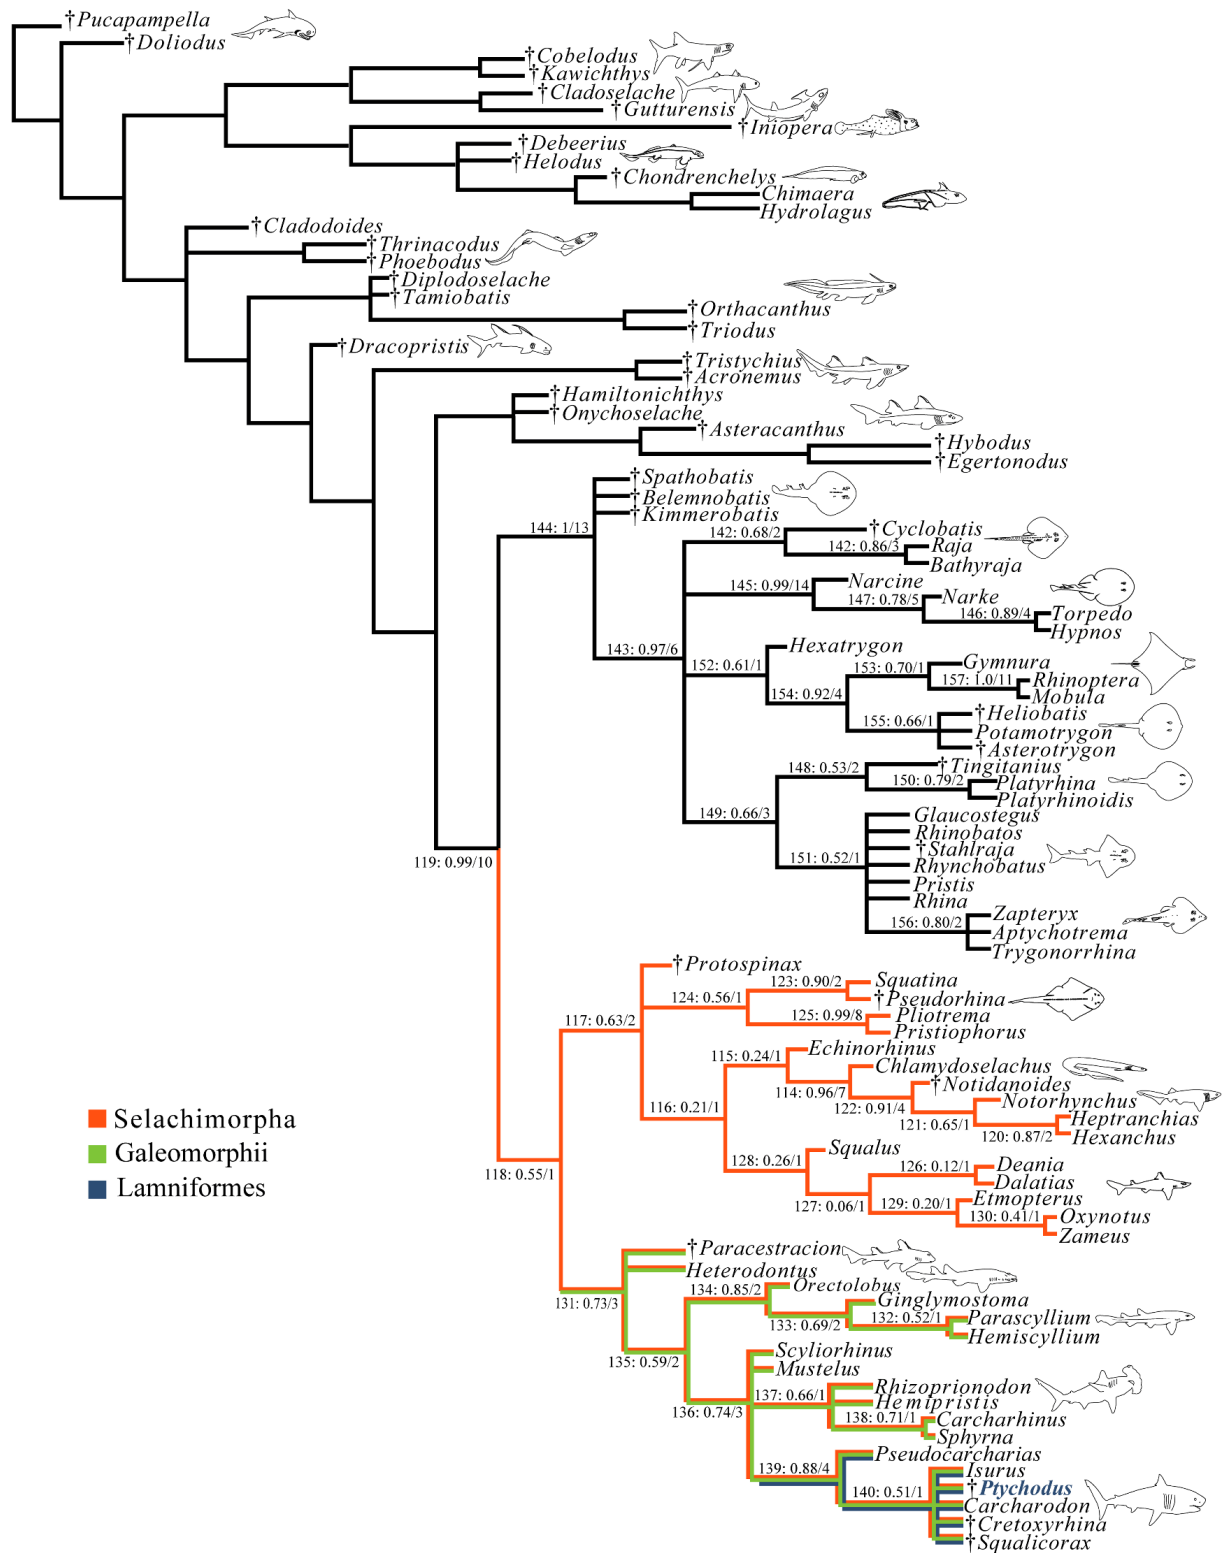 †Pucapampella
†Doliodus
†Cobelodus
†Kawichthys
†Cladoselache
†Gutturensis
†Iniopera
†Debeerius
†Helodus
†Chondrenchelys
Chimaera
Hydrolagus
†Cladodoides
†Thrinacodus
†Phoebodus
†Diplodoselache
†Tamiobatis
†Orthacanthus
†Triodus
†Dracopristis
†Tristychius
†Acronemus
†Hamiltonichthys
†Onychoselache
†Asteracanthus
†Hybodus
†Egertonodus
†Spathobatis
†Belemnobatis
†Kimmerobatis
144: 1/13
142: 0.68/2
†Cyclobatis
142: 0.86/3
Raja
Bathyraja
145: 0.99/14
Narcine
147: 0.78/5
Narke
146: 0.89/4
Torpedo
Hypnos
143: 0.97/6
152: 0.61/1
Hexatrygon
153: 0.70/1
Gymnura
157: 1.0/11
Rhinoptera
Mobula
154: 0.92/4
155: 0.66/1
†Heliobatis
Potamotrygon
†Asterotrygon
148: 0.53/2
†Tingitanius
150: 0.79/2
Platyrhina
Platyrhinoidis
149: 0.66/3
Glaucostegus
Rhinobatos
†Stahlraja
151: 0.52/1
Rhynchobatus
Pristis
Rhina
156: 0.80/2
Zapteryx
Aptychotrema
Trygonorrhina
119: 0.99/10
†Protospinax
123: 0.90/2
Squatina
124: 0.56/1
†Pseudorhina
125: 0.99/8
Pliotrema
Pristiophorus
117: 0.63/2
115: 0.24/1
Echinorhinus
Chlamydoselachus
114: 0.96/7
†Notidanoides
122: 0.91/4
Notorhynchus
116: 0.21/1
121: 0.65/1
Heptranchias
120: 0.87/2
Hexanchus
Selachimorpha
Galeomorphii
Lamniformes
118: 0.55/1
128: 0.26/1
Squalus
126: 0.12/1
Deania
Dalatias
127: 0.06/1
129: 0.20/1
Etmopterus
130: 0.41/1
Oxynotus
Zameus
†Paracestracion
Heterodontus
131: 0.73/3
134: 0.85/2
Orectolobus
Ginglymostoma
133: 0.69/2
132: 0.52/1
Parascyllium
Hemiscyllium
135: 0.59/2
Scyliorhinus
Mustelus
136: 0.74/3
137: 0.66/1
Rhizoprionodon
Hemipristis
138: 0.71/1
Carcharhinus
Sphyrna
139: 0.88/4
Pseudocarcharias
140: 0.51/1
Isurus
†Ptychodus
Carcharodon
†Cretoxyrhina
†Squalicorax